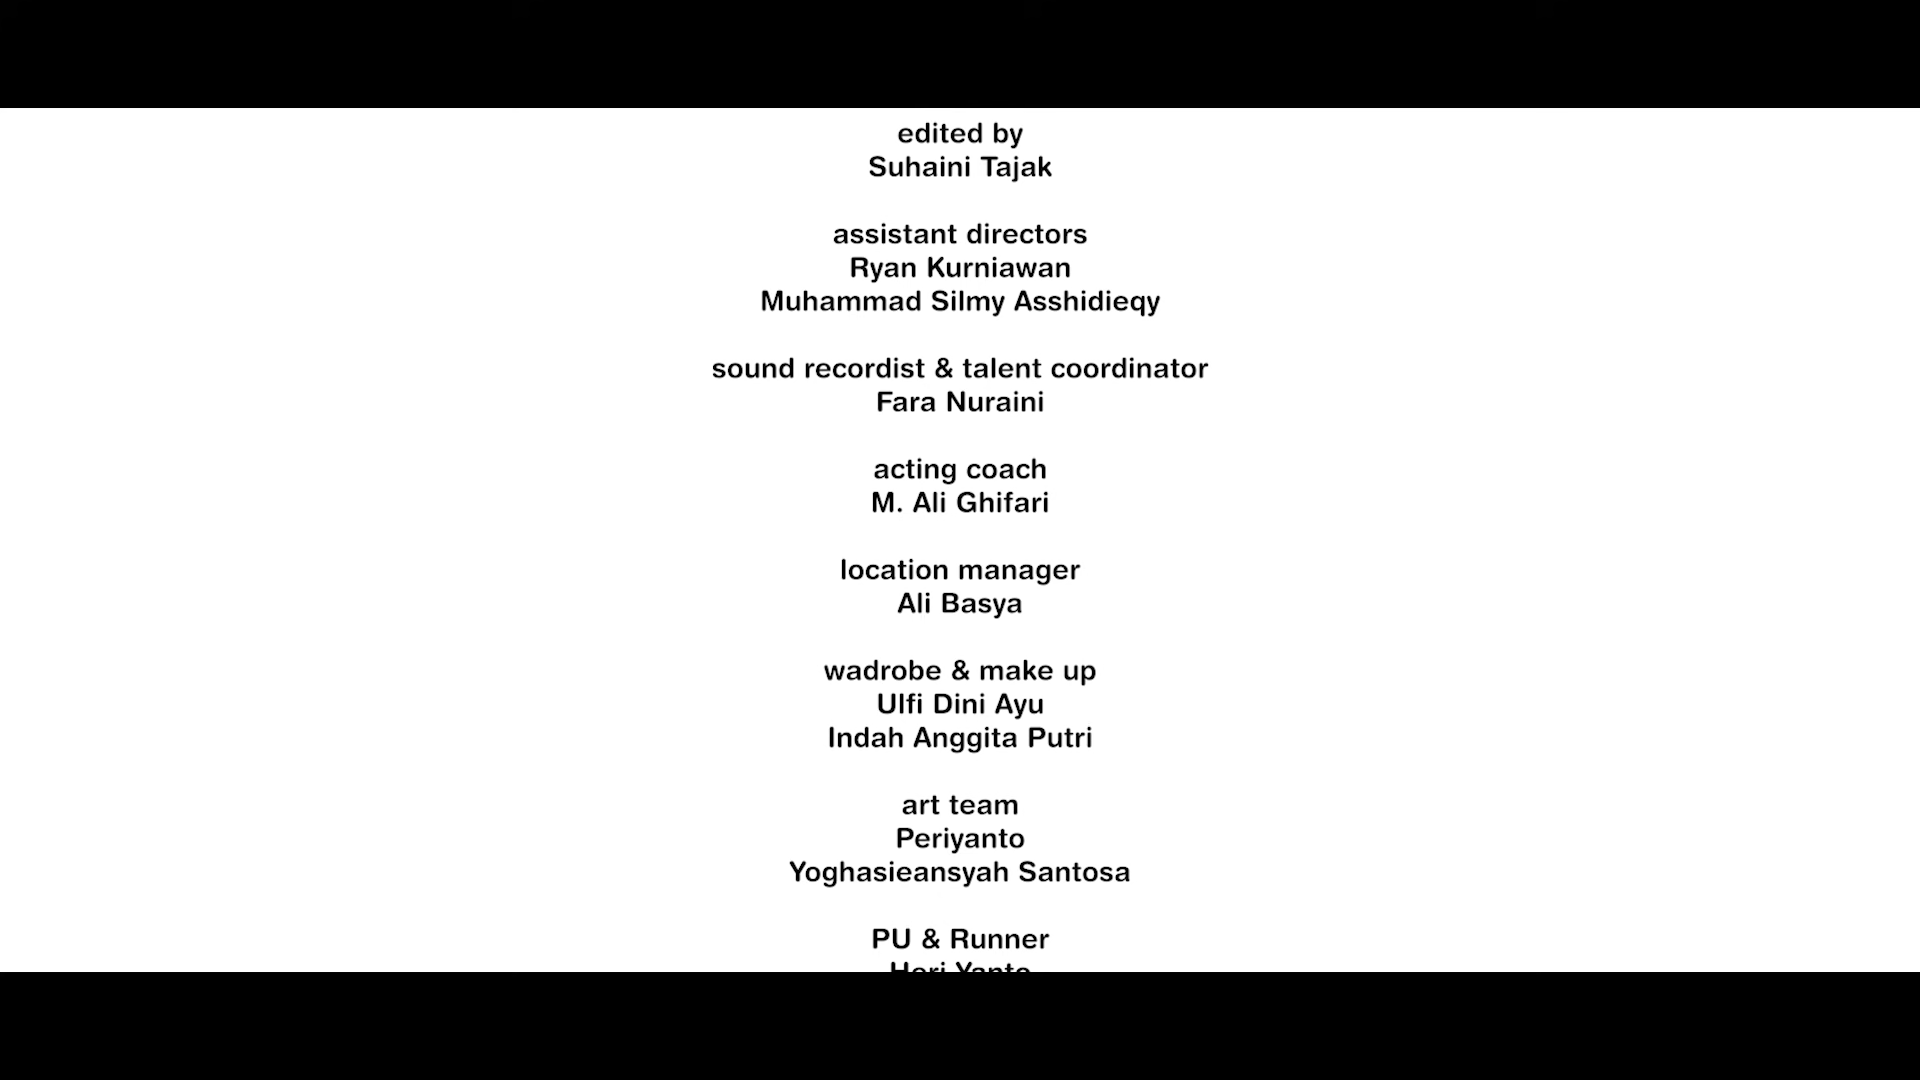 edited by
Suhaini Tajak
assistant directors
Ryan Kurniawan
Muhammad Silmy Asshidieqy
sound recordist & talent coordinator
Fara Nuraini
acting coach
M. Ali Ghifari
location manager
Ali Basya
wadrobe & make up
Ulfi Dini Ayu
Indah Anggita Putri
art team
Periyanto
Yoghasieansyah Santosa
PU & Runner